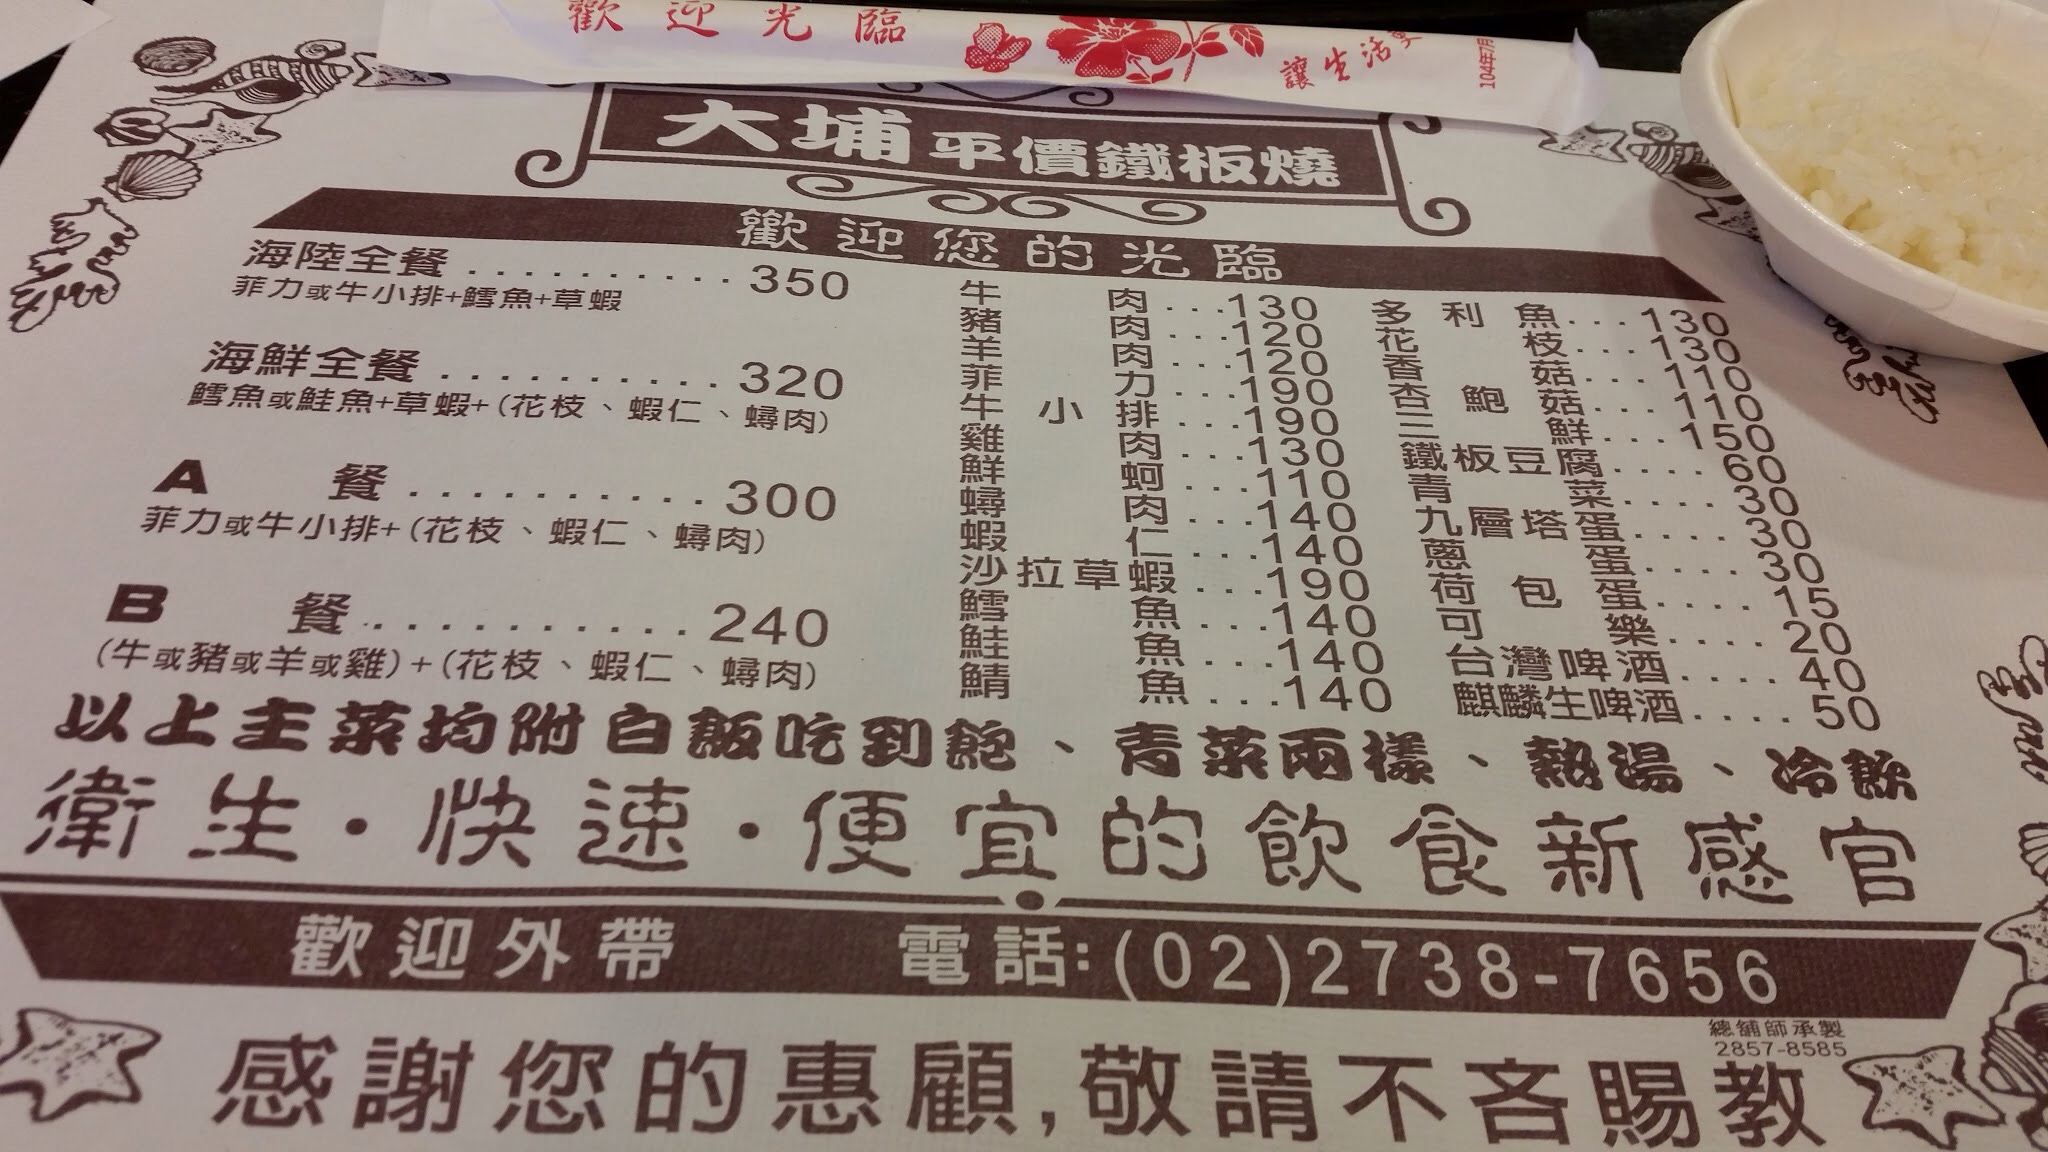 歡迎光臨
讓生活
104年7月
大埔平價鐵板燒
歡迎您的光臨
海陸全餐..........350
菲力或牛小排+鱈魚+草蝦
海鮮全餐..........320
鱈魚或鮭魚+草蝦+(花枝、蝦仁、蟳肉)
A 餐..........300
菲力或牛小排+(花枝、蝦仁、蟳肉)
B 餐...........240
(牛或豬或羊或雞)+(花枝、蝦仁、蟳肉)
牛肉...130
豬肉...120
羊肉...120
菲力...190
牛小排...190
雞肉...130
鮮蚵...110
蟳肉...140
蝦仁...140
沙拉草蝦...190
鱈魚...140
鮭魚...140
鯖魚...140
多利魚...130
花枝...130
香菇...110
杏鮑菇...110
三鮮...150
鐵板豆腐....60
青菜....30
九層塔蛋....30
蔥蛋....30
荷包蛋....15
可樂....20
台灣啤酒....40
麒麟生啤酒....50
以上主菜均附白飯吃到飽、青菜兩樣、熱湯、冷飲
衛生・快速・便宜的飲食新感官
歡迎外帶 電話:(02)2738-7656
總舖師承製
2857-8585
感謝您的惠顧,敬請不吝賜教